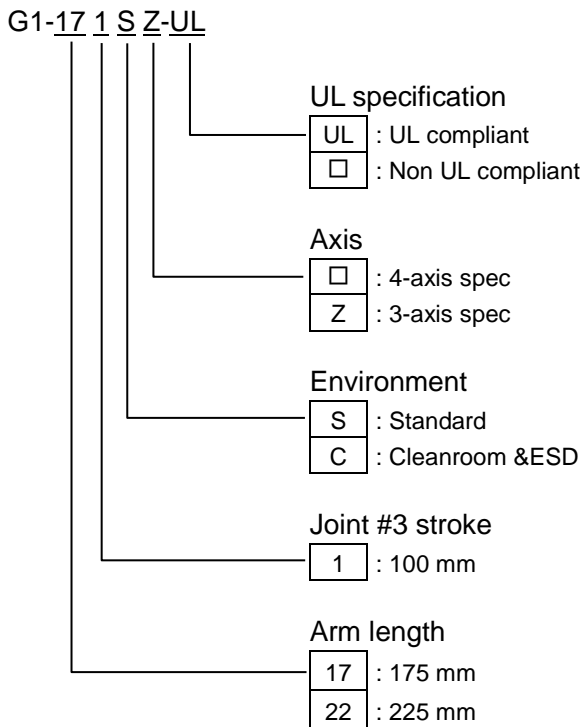 G1-17 1 S Z-UL
UL specification
UL : UL compliant
□ : Non UL compliant
Axis
□ : 4-axis spec
Z : 3-axis spec
Environment
S : Standard
C : Cleanroom &ESD
Joint #3 stroke
1 : 100 mm
Arm length
17 : 175 mm
22 : 225 mm